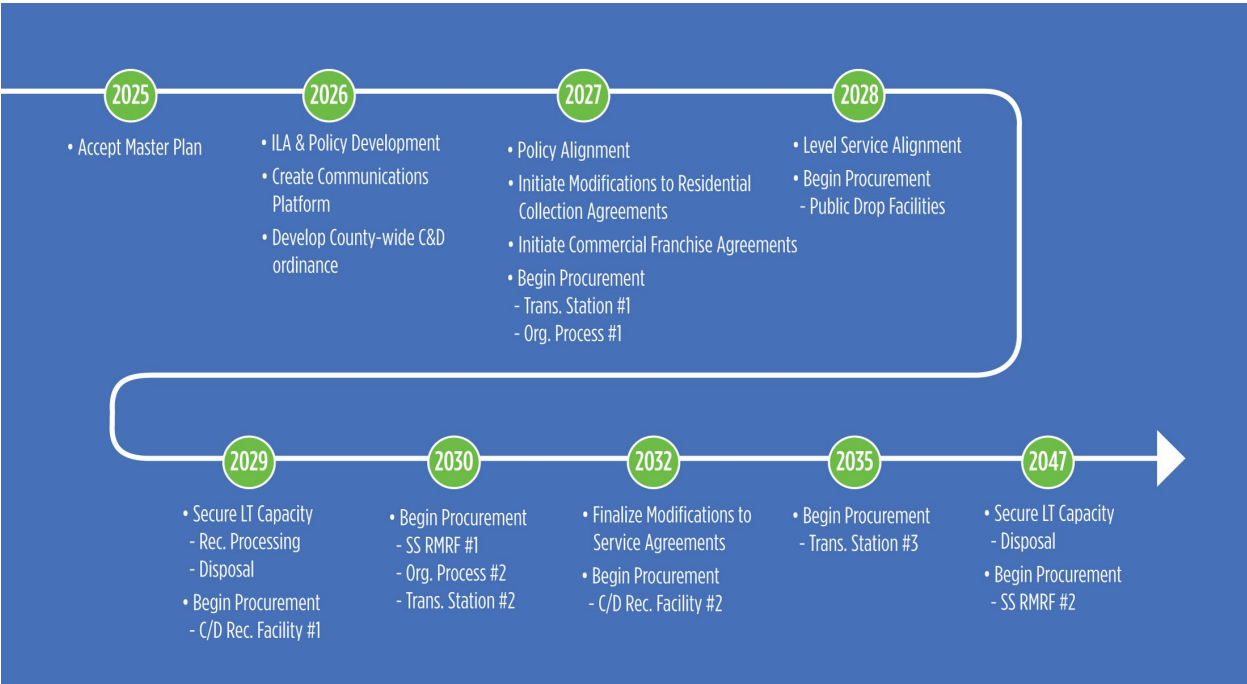 2025
• Accept Master Plan
2026
• ILA & Policy Development
• Create Communications
Platform
• Develop County-wide C&D
ordinance
2027
• Policy Alignment
• Initiate Modifications to Residential
Collection Agreements
• Initiate Commercial Franchise Agreements
• Begin Procurement
- Trans. Station #1
- Org. Process #1
2028
• Level Service Alignment
• Begin Procurement
- Public Drop Facilities
2029
• Secure LT Capacity
- Rec. Processing
- Disposal
• Begin Procurement
- C/D Rec. Facility #1
2030
• Begin Procurement
- SS RMRF #1
- Org. Process #2
- Trans. Station #2
2032
• Finalize Modifications to
Service Agreements
• Begin Procurement
- C/D Rec. Facility #2
2035
• Begin Procurement
- Trans. Station #3
2047
• Secure LT Capacity
- Disposal
• Begin Procurement
- SS RMRF #2